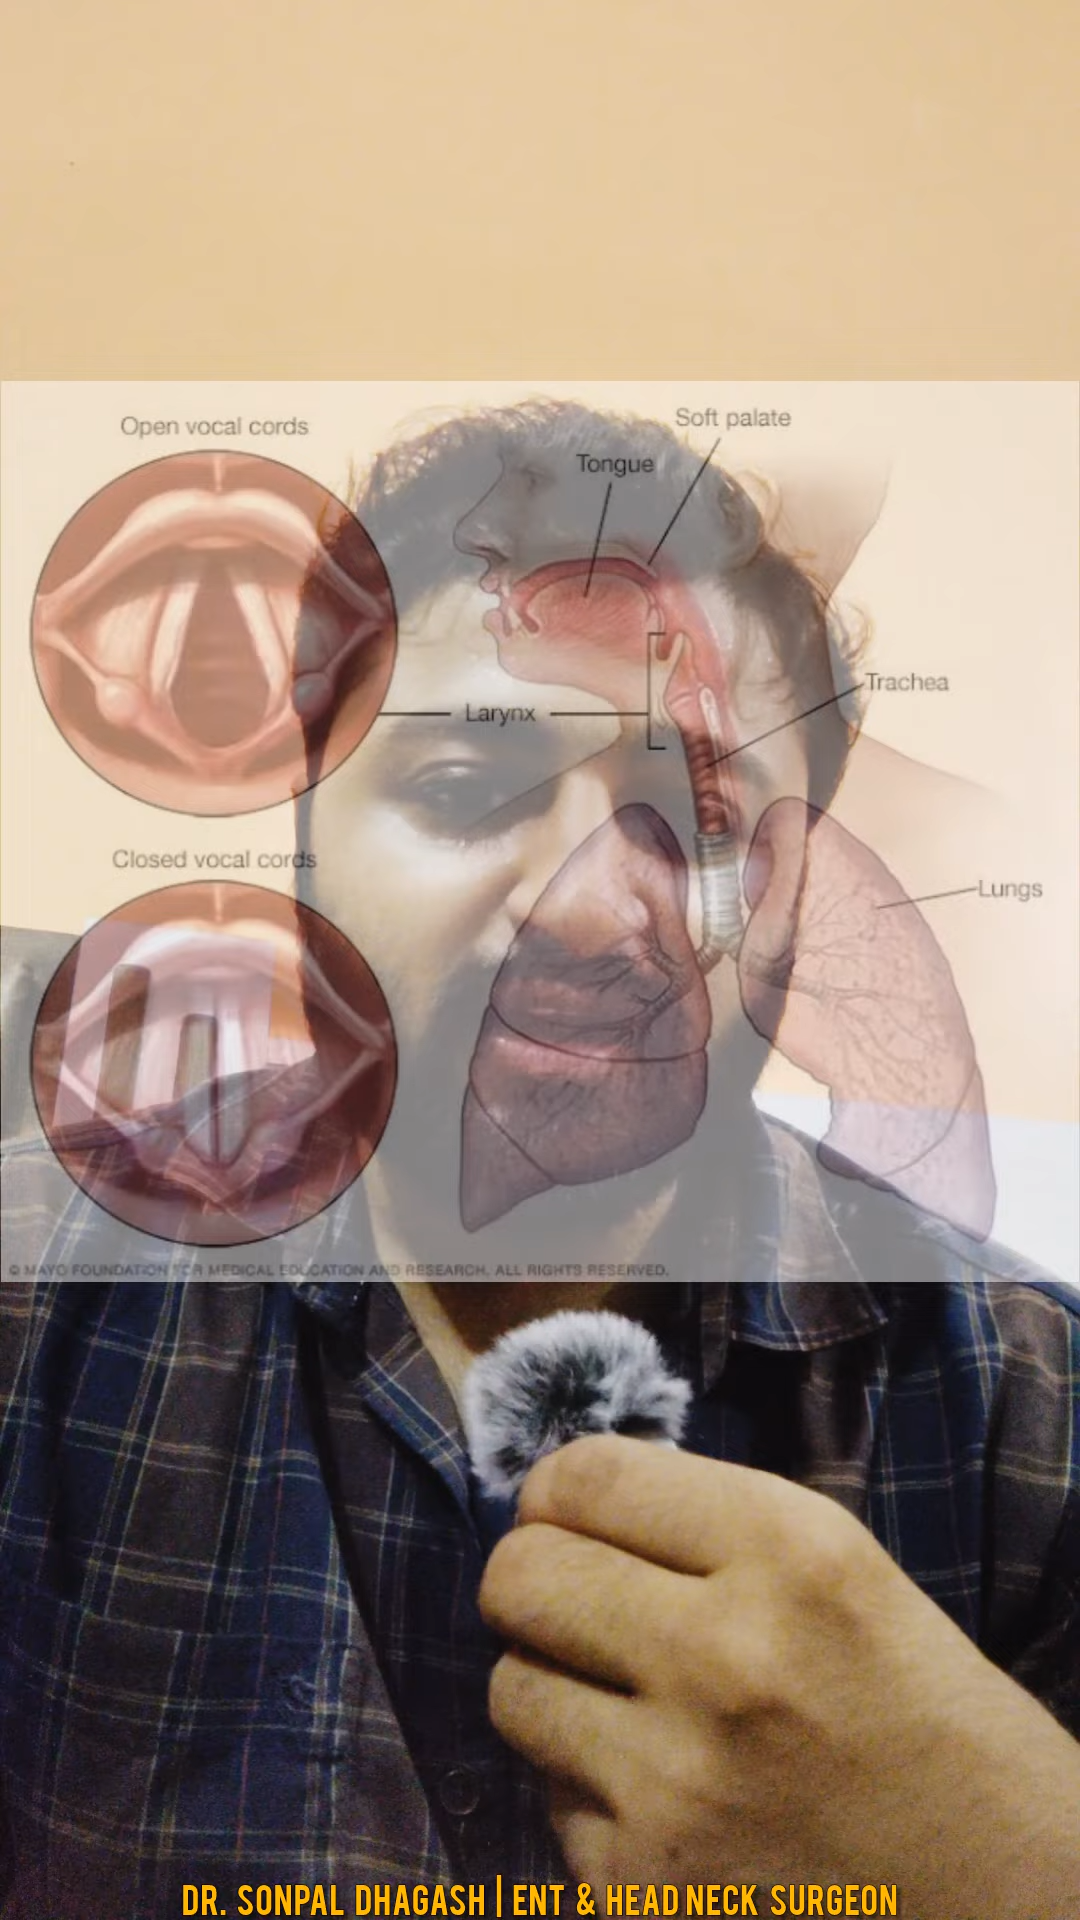 Open vocal cords
Soft palate
Tongue
Trachea
Larynx
Closed vocal cords
Lungs
© MAYO FOUNDATION FOR MEDICAL EDUCATION AND RESEARCH. ALL RIGHTS RESERVED.
DR. SONPAL DHAGASH | ENT & HEAD NECK SURGEON